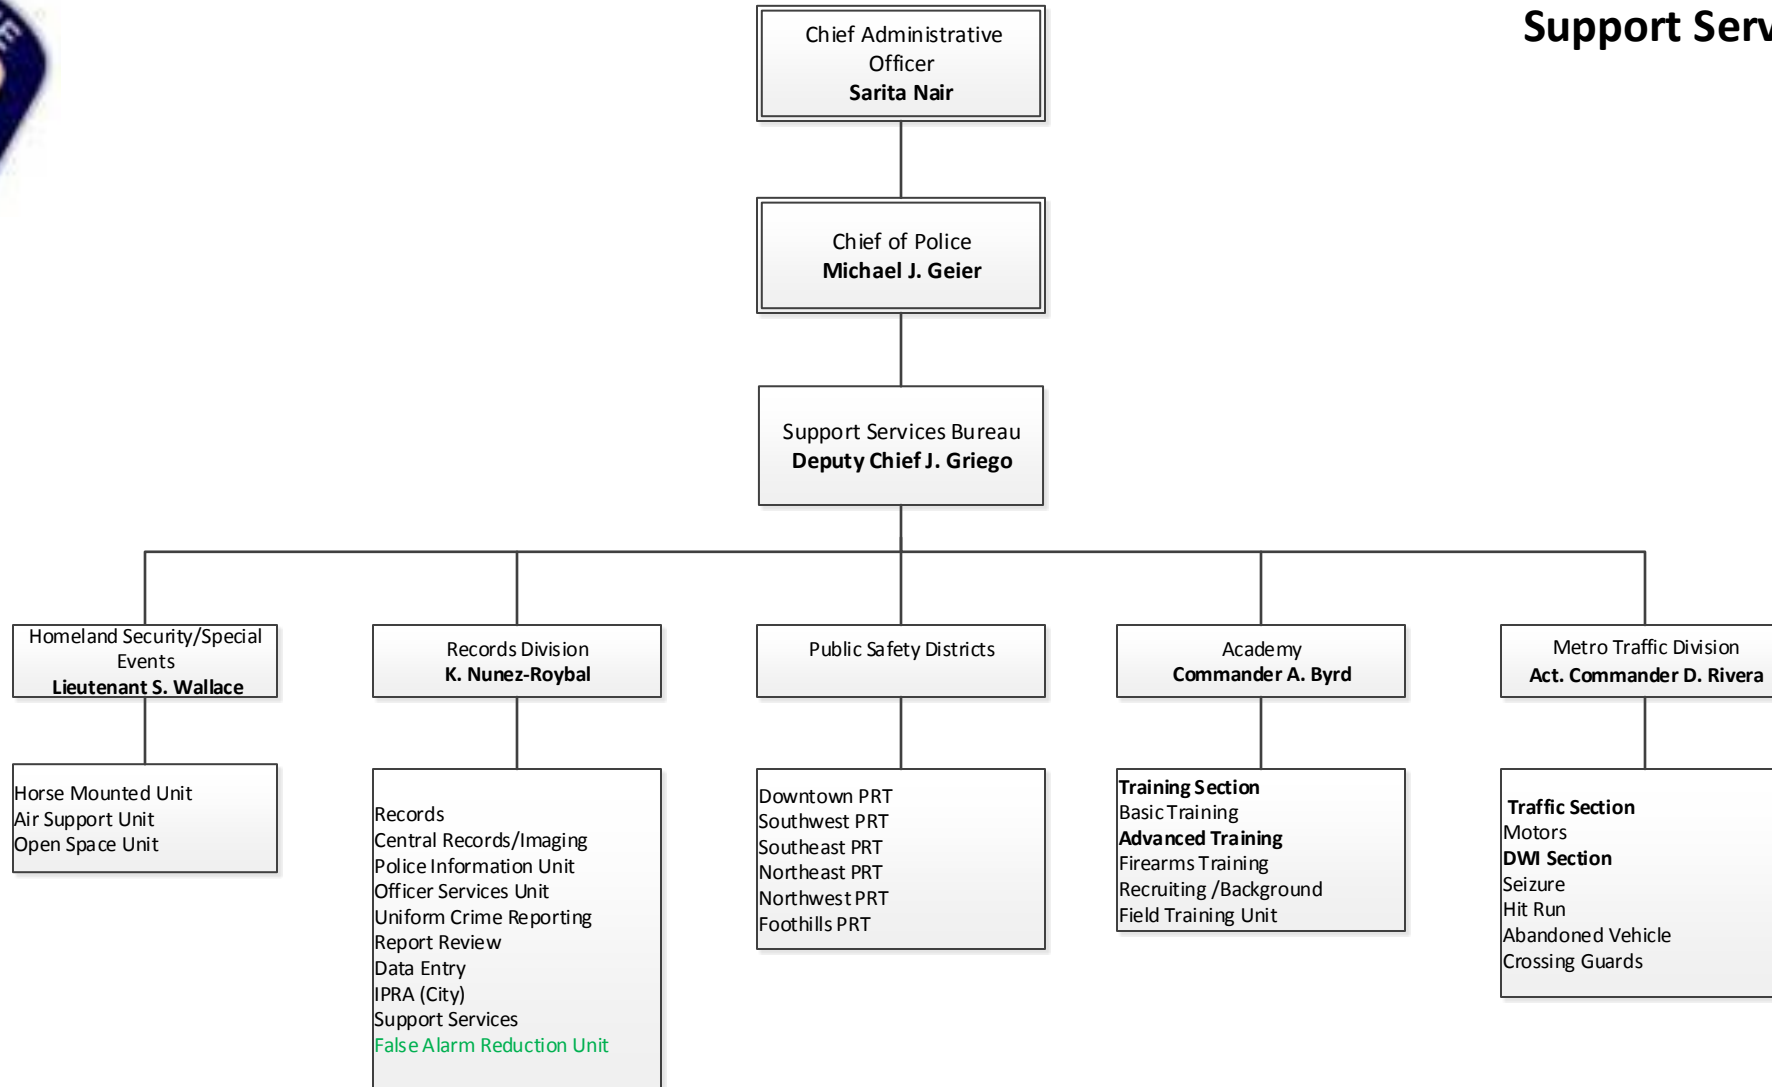 Support Serv
Chief Administrative
Officer
Sarita Nair
Chief of Police
Michael J. Geier
Support Services Bureau
Deputy Chief J. Griego
Homeland Security/Special
Events
Lieutenant S. Wallace
Records Division
K. Nunez-Roybal
Public Safety Districts
Academy
Commander A. Byrd
Metro Traffic Division
Act. Commander D. Rivera
Horse Mounted Unit
Air Support Unit
Open Space Unit
Records
Central Records/Imaging
Police Information Unit
Officer Services Unit
Uniform Crime Reporting
Report Review
Data Entry
IPRA (City)
Support Services
False Alarm Reduction Unit
Downtown PRT
Southwest PRT
Southeast PRT
Northeast PRT
Northwest PRT
Foothills PRT
Training Section
Basic Training
Advanced Training
Firearms Training
Recruiting /Background
Field Training Unit
Traffic Section
Motors
DWI Section
Seizure
Hit Run
Abandoned Vehicle
Crossing Guards